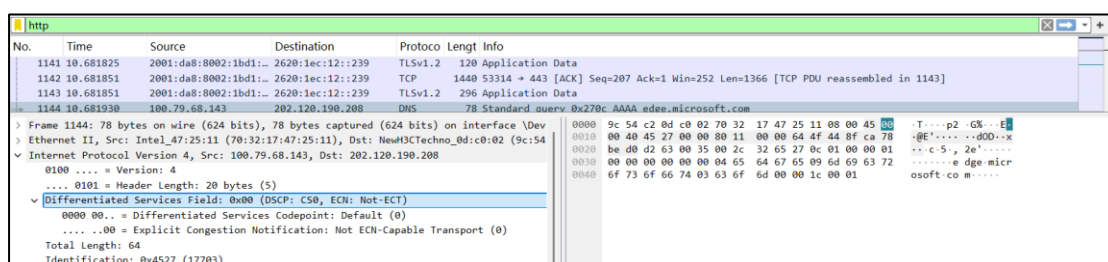 http
No. Time Source Destination Protoco Lengt Info
1141 10.681825 2001:da8:8002:1bd1:… 2620:1ec:12::239 TLSv1.2 120 Application Data
1142 10.681851 2001:da8:8002:1bd1:… 2620:1ec:12::239 TCP 1440 53314 → 443 [ACK] Seq=207 Ack=1 Win=252 Len=1366 [TCP PDU reassembled in 1143]
1143 10.681851 2001:da8:8002:1bd1:… 2620:1ec:12::239 TLSv1.2 296 Application Data
1144 10.681930 100.79.68.143 202.120.190.208 DNS 78 Standard query 0x270c AAAA edge.microsoft.com
Frame 1144: 78 bytes on wire (624 bits), 78 bytes captured (624 bits) on interface \Dev
Ethernet II, Src: Intel_47:25:11 (70:32:17:47:25:11), Dst: NewH3CTechno_0d:c0:02 (9c:54
Internet Protocol Version 4, Src: 100.79.68.143, Dst: 202.120.190.208
0100 .... = Version: 4
.... 0101 = Header Length: 20 bytes (5)
Differentiated Services Field: 0x00 (DSCP: CS0, ECN: Not-ECT)
0000 00.. = Differentiated Services Codepoint: Default (0)
.... ..00 = Explicit Congestion Notification: Not ECN-Capable Transport (0)
Total Length: 64
Identification: 0x4527 (17703)
0000 9c 54 c2 0d c0 02 70 32 17 47 25 11 08 00 45 00 ·T····p2 ·G%···E·
0010 00 40 45 27 00 00 80 11 00 00 64 4f 44 8f ca 78 ·@E'···· ··dOD··x
0020 be d0 d2 63 00 35 00 2c 32 65 27 0c 01 00 00 01 ···c·5·, 2e'·····
0030 00 00 00 00 00 00 04 65 64 67 65 09 6d 69 63 72 ·······e dge·micr
0040 6f 73 6f 66 74 03 63 6f 6d 00 00 1c 00 01 osoft·co m·····